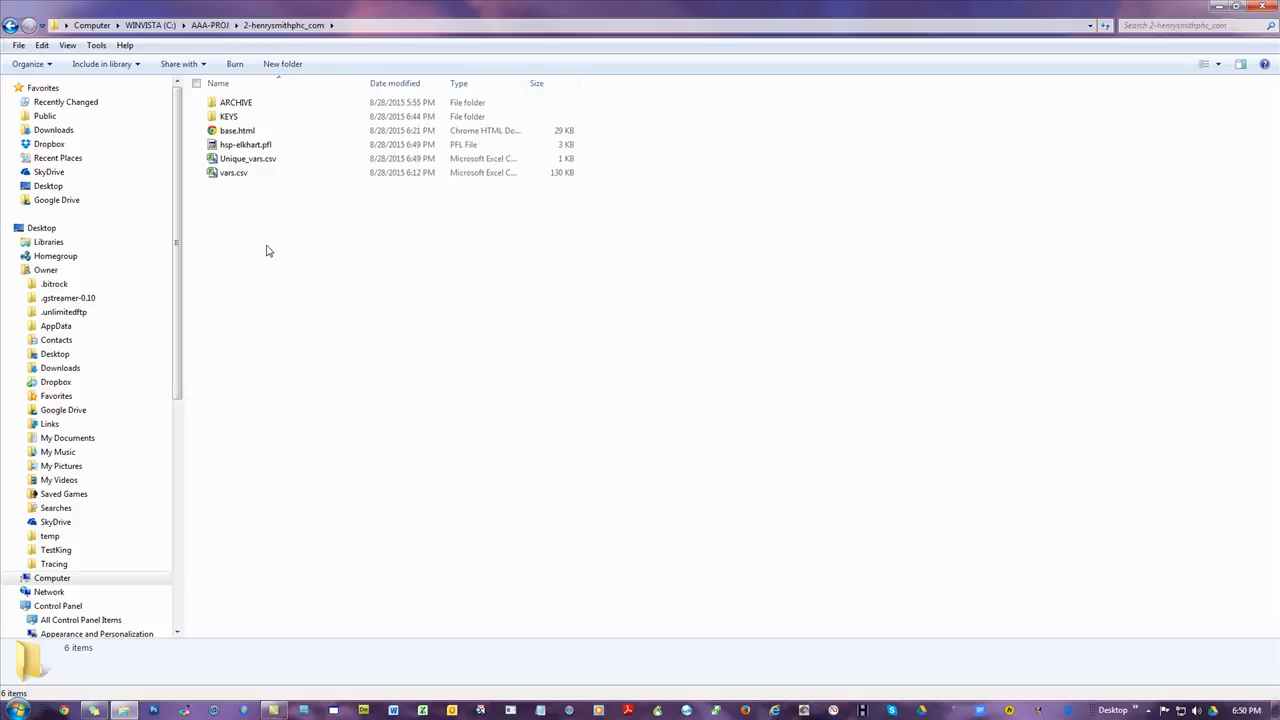 Computer ▸ WINVISTA (C:) ▸ AAA-PROJ ▸ 2-henrysmithphc_com ▸
Search 2-henrysmithphc_com
File Edit View Tools Help
Organize Include in library Share with Burn New folder
Name Date modified Type Size
Favorites
Recently Changed
Public
Downloads
Dropbox
Recent Places
SkyDrive
Desktop
Google Drive
Desktop
Libraries
Homegroup
Owner
.bitrock
.gstreamer-0.10
.unlimitedftp
AppData
Contacts
Desktop
Downloads
Dropbox
Favorites
Google Drive
Links
My Documents
My Music
My Pictures
My Videos
Saved Games
Searches
SkyDrive
temp
TestKing
Tracing
Computer
Network
Control Panel
All Control Panel Items
Appearance and Personalization
ARCHIVE 8/28/2015 5:55 PM File folder
KEYS 8/28/2015 6:44 PM File folder
base.html 8/28/2015 6:21 PM Chrome HTML Do... 29 KB
hsp-elkhart.pfl 8/28/2015 6:49 PM PFL File 3 KB
Unique_vars.csv 8/28/2015 6:49 PM Microsoft Excel C... 1 KB
vars.csv 8/28/2015 6:12 PM Microsoft Excel C... 130 KB
6 items
6 items
Desktop » 6:50 PM